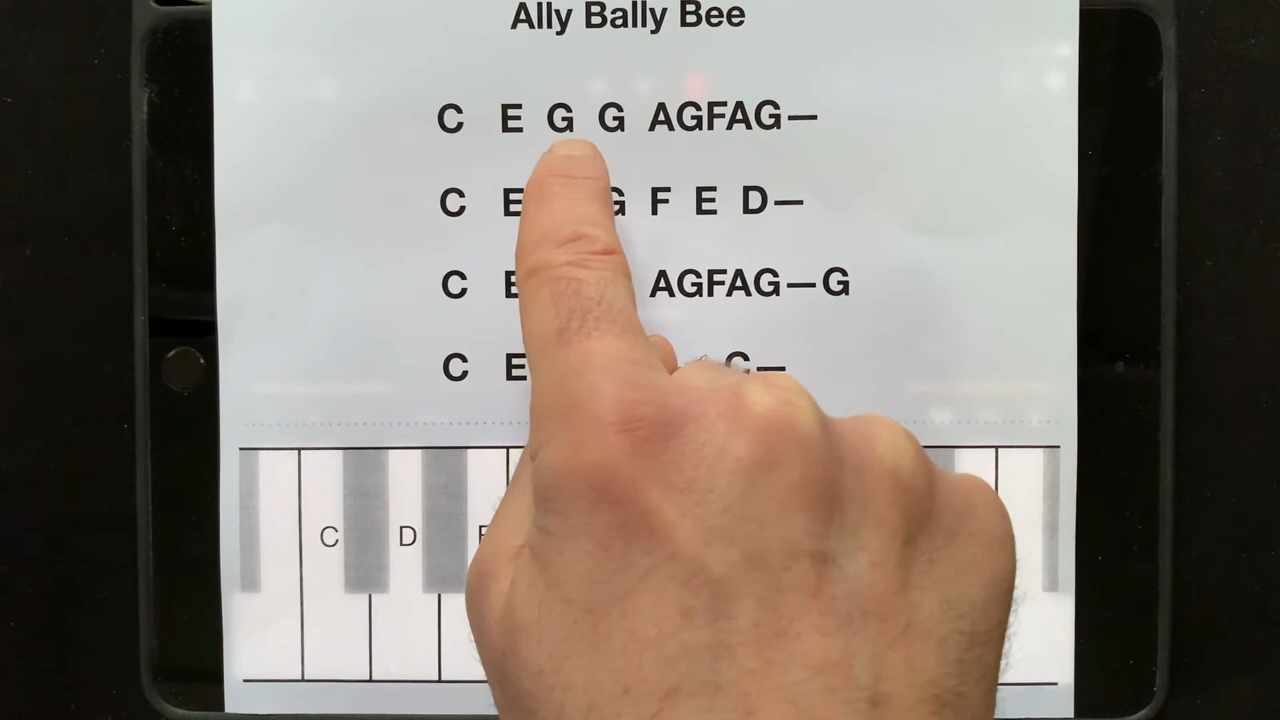 Ally Bally Bee
C E G G AGFAG—
C E G F E D—
C E AGFAG—G
C E C—
C D E